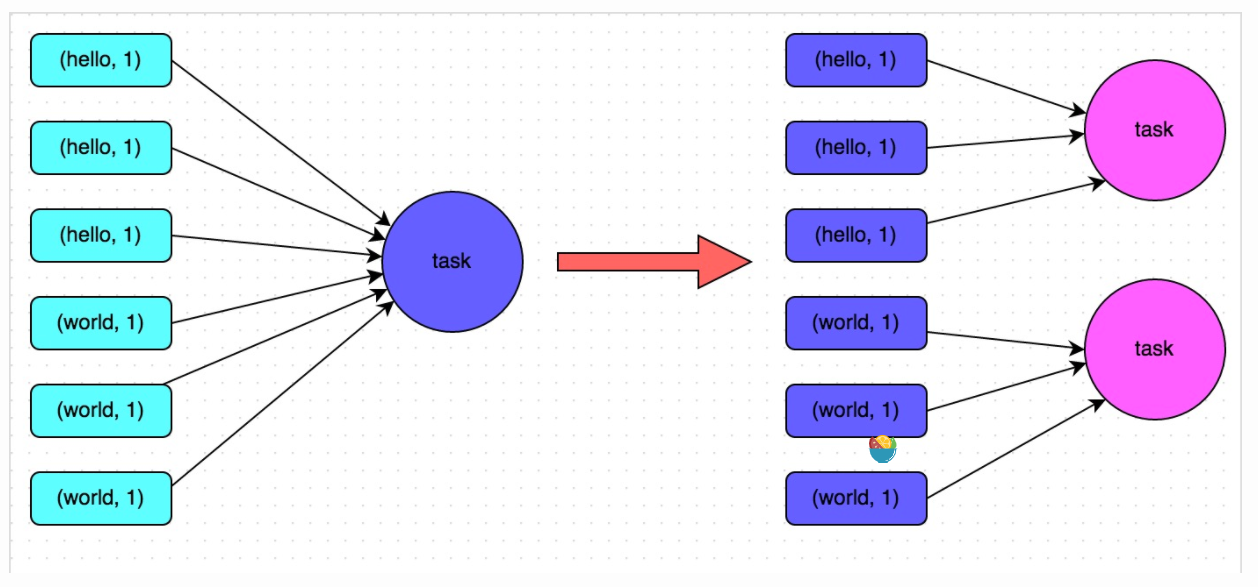 (hello, 1)
(hello, 1)
(hello, 1)
(world, 1)
(world, 1)
(world, 1)
task
(hello, 1)
(hello, 1)
(hello, 1)
(world, 1)
(world, 1)
(world, 1)
task
task